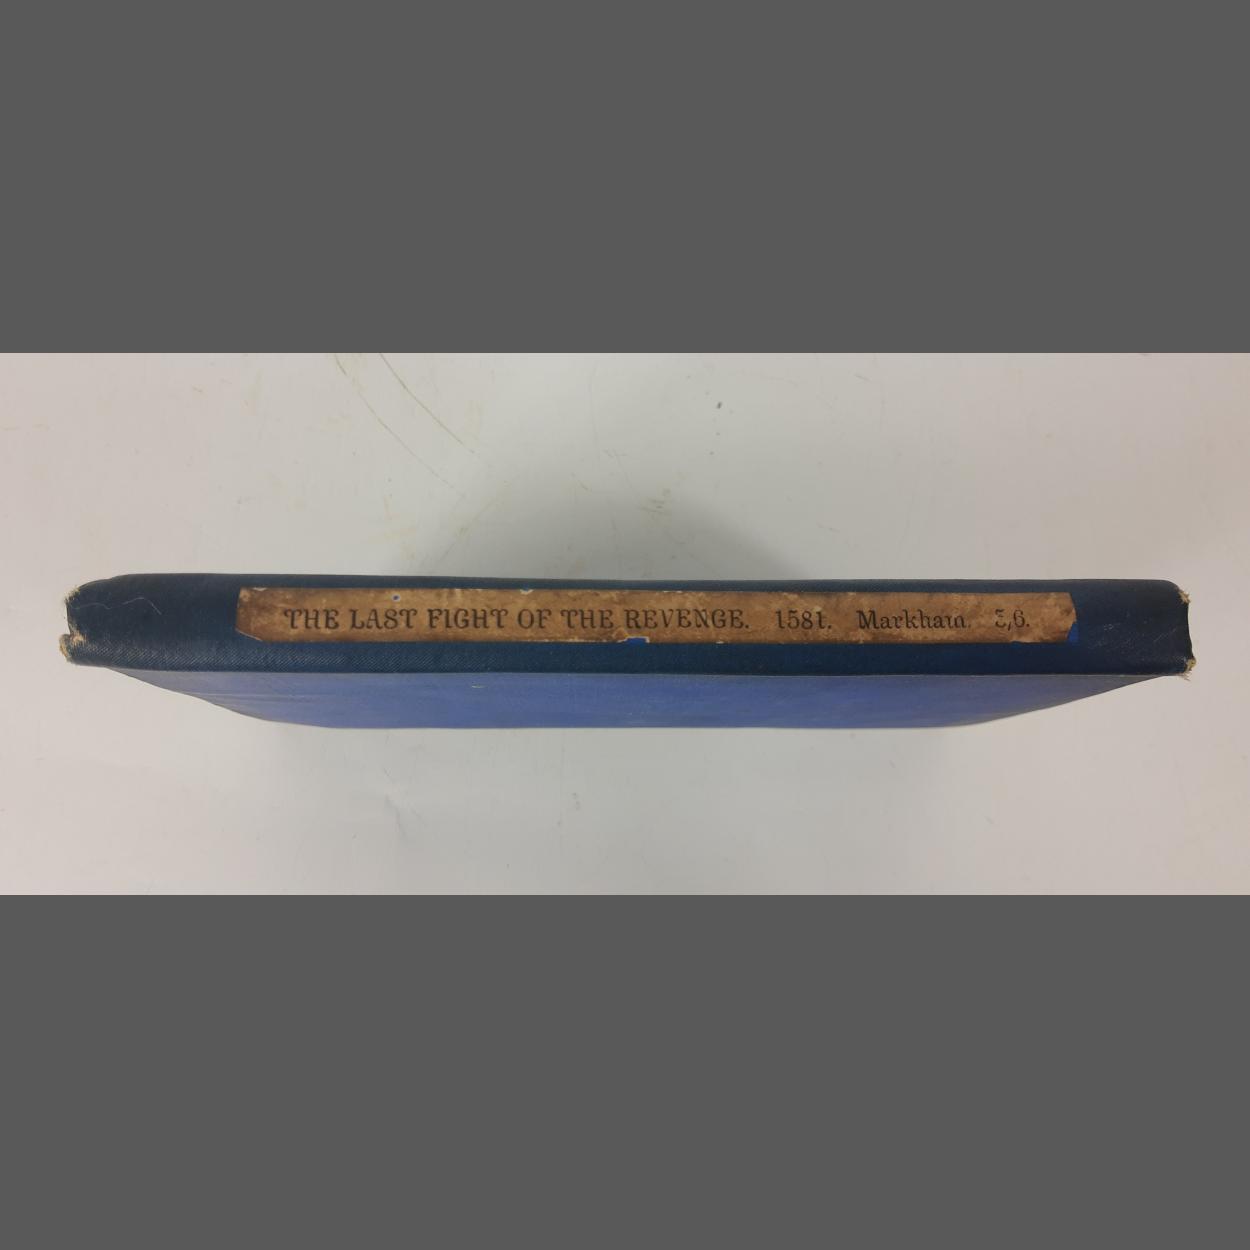 THE LAST FIGHT OF THE REVENGE. 1581. Markham. 3,6.